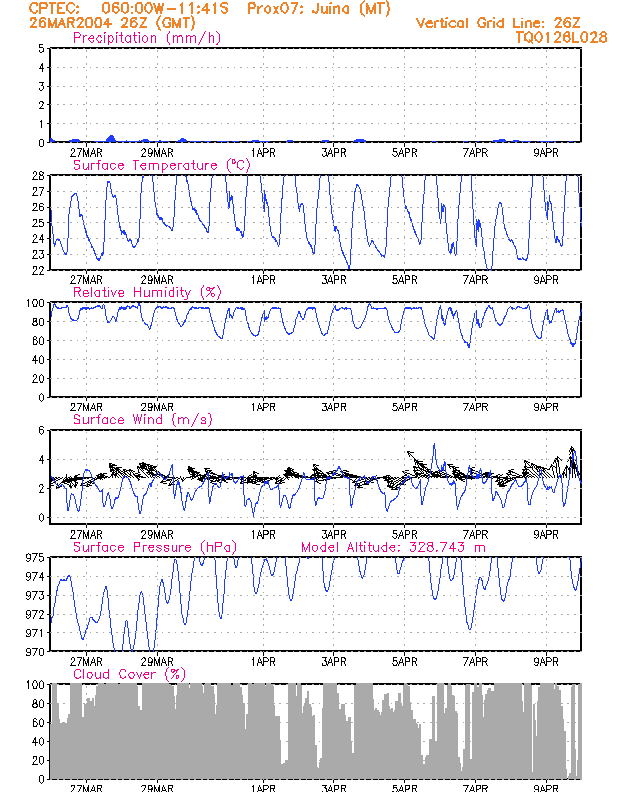 CPTEC: 060:00W-11:41S Prox07: Juína (MT)
26MAR2004 26Z (GMT) Vertical Grid Line: 26Z
Precipitation (mm/h) TQ0126L028
5
4
3
2
1
0
27MAR 29MAR 1APR 3APR 5APR 7APR 9APR
Surface Temperature (°C)
28
27
26
25
24
23
22
27MAR 29MAR 1APR 3APR 5APR 7APR 9APR
Relative Humidity (%)
100
80
60
40
20
0
27MAR 29MAR 1APR 3APR 5APR 7APR 9APR
Surface Wind (m/s)
6
4
2
0
27MAR 29MAR 1APR 3APR 5APR 7APR 9APR
Surface Pressure (hPa) Model Altitude: 328.743 m
975
974
973
972
971
970
27MAR 29MAR 1APR 3APR 5APR 7APR 9APR
Cloud Cover (%)
100
80
60
40
20
0
27MAR 29MAR 1APR 3APR 5APR 7APR 9APR